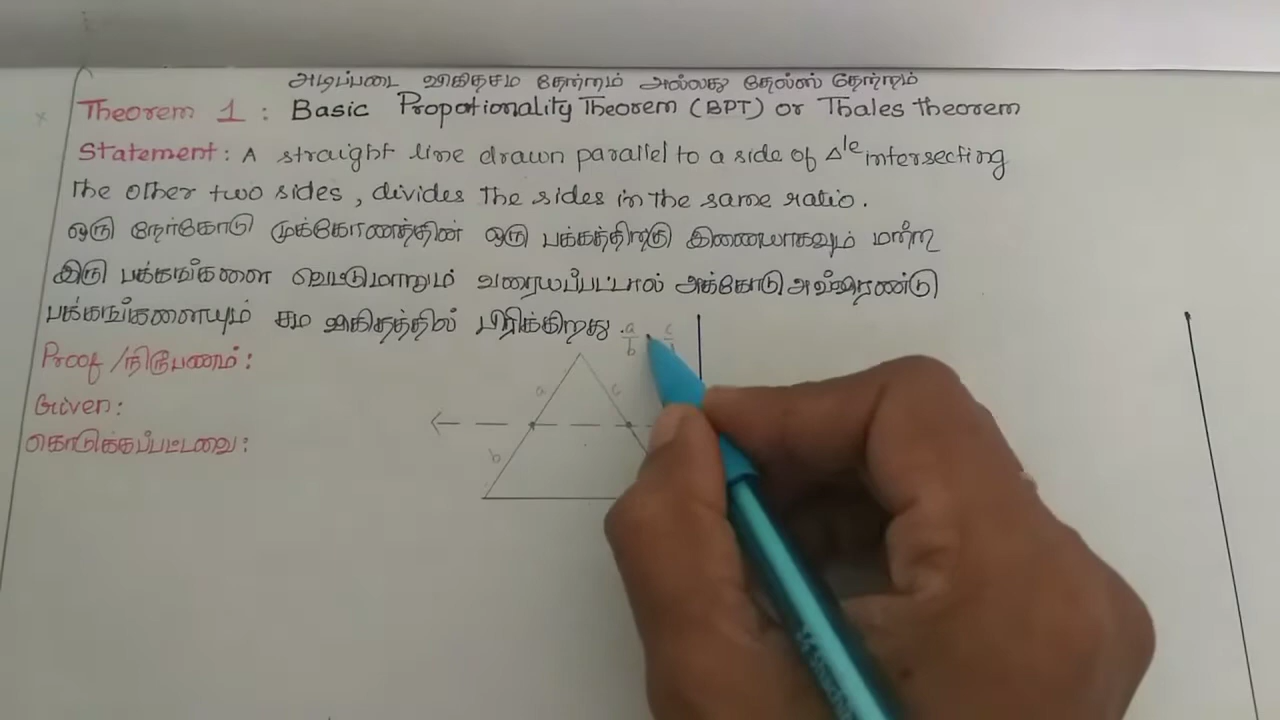 அடிப்படை விகிதசம தேற்றம் அல்லது தேல்ஸ் தேற்றம்
Theorem 1 : Basic Propotionality Theorem (BPT) or Thales theorem
Statement : A straight line drawn parallel to a side of Δle intersecting
the other two sides, divides the sides in the same ratio.
ஒரு நேர்கோடு முக்கோணத்தின் ஒரு பக்கத்திற்கு இணையாகவும் மற்ற
இரு பக்கங்களை வெட்டுமாறும் வரையப்பட்டால் அக்கோடு அவ்விரண்டு
பக்கங்களையும் சம விகிதத்தில் பிரிக்கிறது.
a c
b
Proof / நிரூபணம் :
Given :
கொடுக்கப்பட்டவை :
a c
b